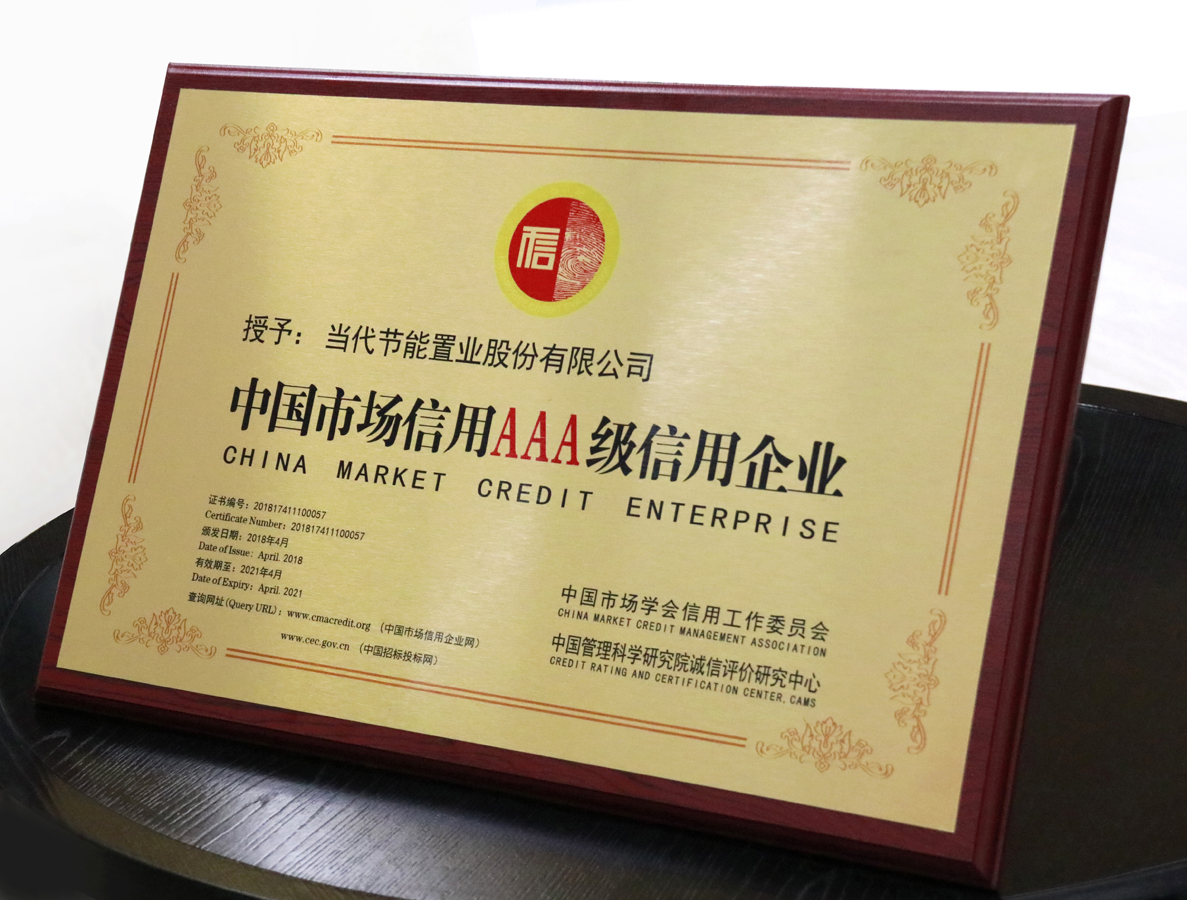 信
授予： 当代节能置业股份有限公司
中国市场信用AAA级信用企业
CHINA MARKET CREDIT ENTERPRISE
证书编号：201817411100057
Certificate Number：201817411100057
颁发日期：2018年4月
Date of Issue：April. 2018
有效期至：2021年4月
Date of Expiry：April. 2021
查询网址(Query URL)：www.cmacredit.org （中国市场信用企业网）
www.cec.gov.cn （中国招标投标网）
中国市场学会信用工作委员会
CHINA MARKET CREDIT MANAGEMENT ASSOCIATION
中国管理科学研究院诚信评价研究中心
CREDIT RATING AND CERTIFICATION CENTER, CAMS